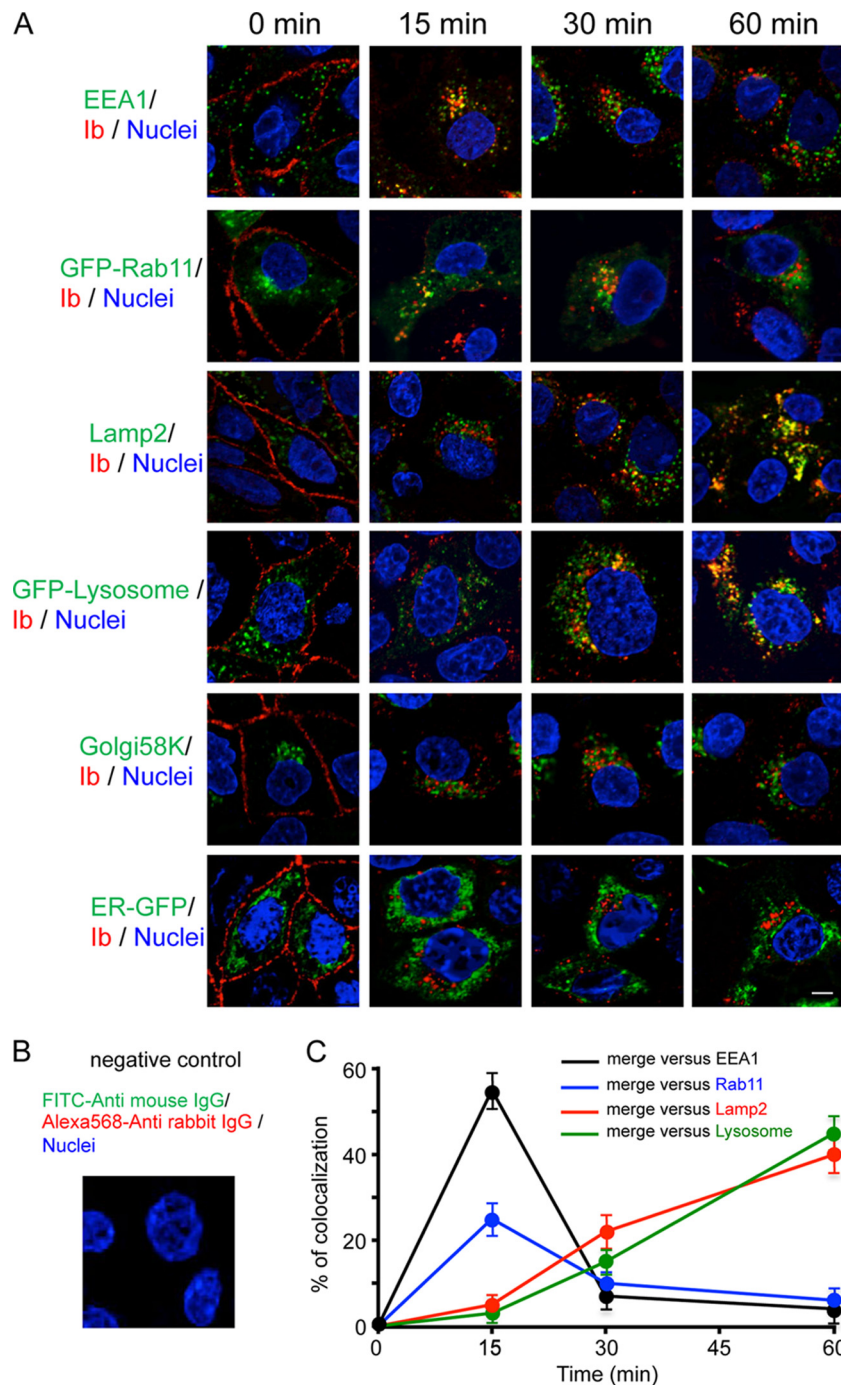 A
0 min 15 min 30 min 60 min
EEA1/
Ib / Nuclei
GFP-Rab11/
Ib / Nuclei
Lamp2/
Ib / Nuclei
GFP-Lysosome /
Ib / Nuclei
Golgi58K/
Ib / Nuclei
ER-GFP/
Ib / Nuclei
B
negative control
FITC-Anti mouse IgG/
Alexa568-Anti rabbit IgG /
Nuclei
C
merge versus EEA1
merge versus Rab11
merge versus Lamp2
merge versus Lysosome
% of colocalization
60
40
20
0
0 15 30 45 60
Time (min)